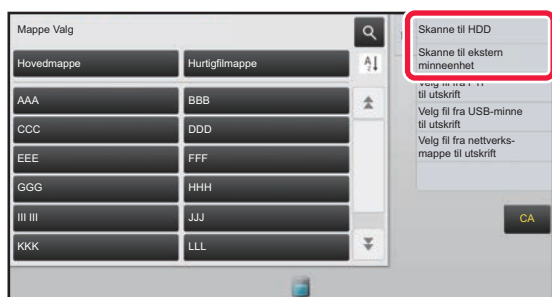 Mappe Valg
Hovedmappe
Hurtigfilmappe
AAA
BBB
CCC
DDD
EEE
FFF
GGG
HHH
III III
JJJ
KKK
LLL
Skanne til HDD
Skanne til ekstern
minneenhet
til utskrift
Velg fil fra USB-minne
til utskrift
Velg fil fra nettverks-
mappe til utskrift
CA